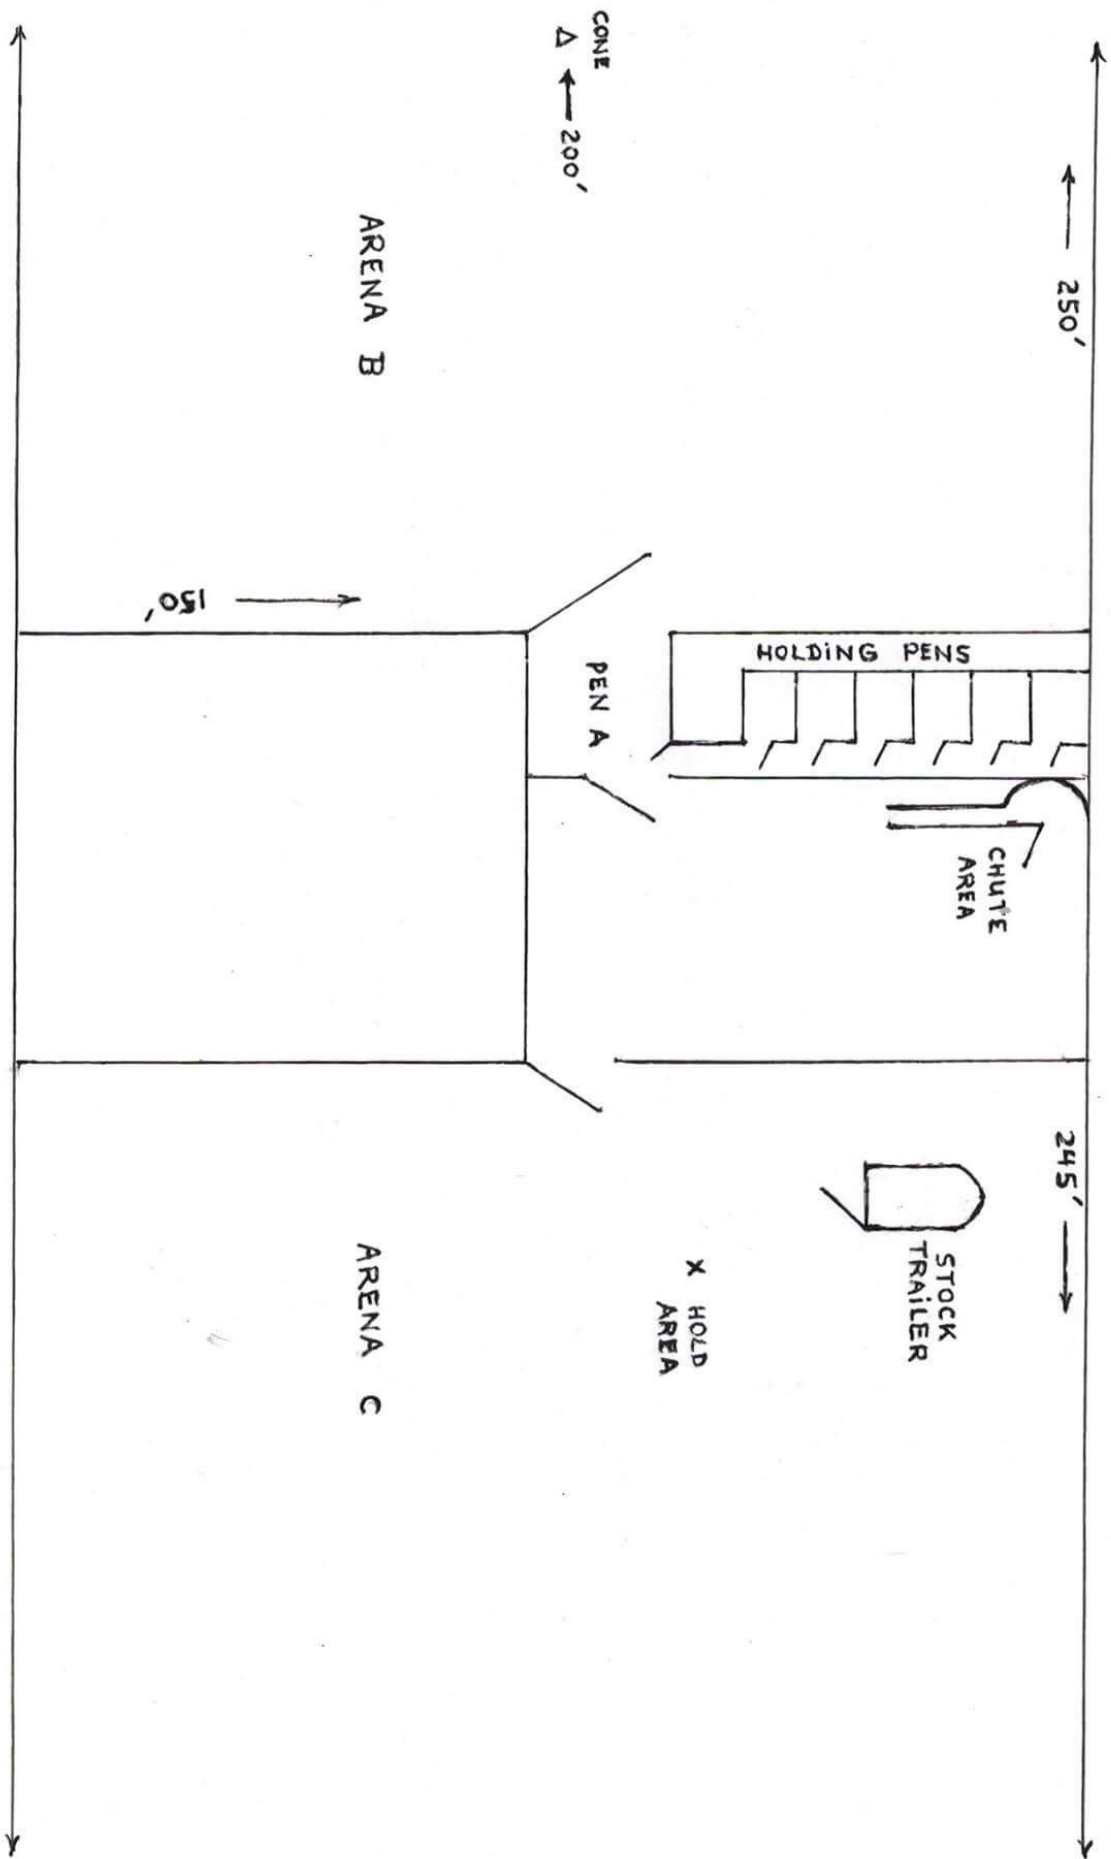 CONE
Δ ← 200'
← 250'
ARENA B
150' →
HOLDING PENS
PEN A
CHUTE
AREA
245' →
STOCK
TRAILER
X HOLD
AREA
ARENA C